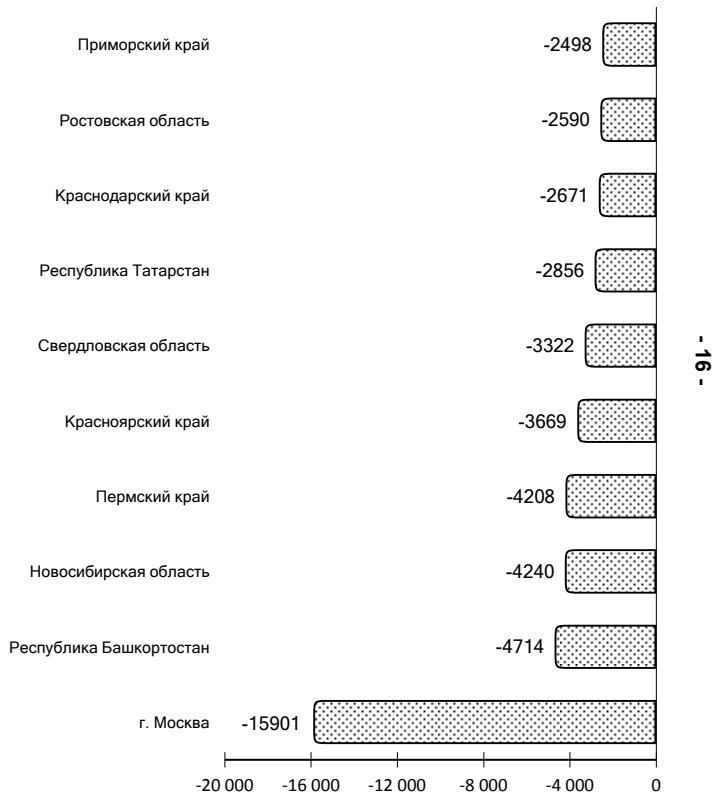 Приморский край -2498
Ростовская область -2590
Краснодарский край -2671
Республика Татарстан -2856
Свердловская область -3322
Красноярский край -3669
Пермский край -4208
Новосибирская область -4240
Республика Башкортостан -4714
г. Москва -15901
-20 000 -16 000 -12 000 -8 000 -4 000 0
- 16 -